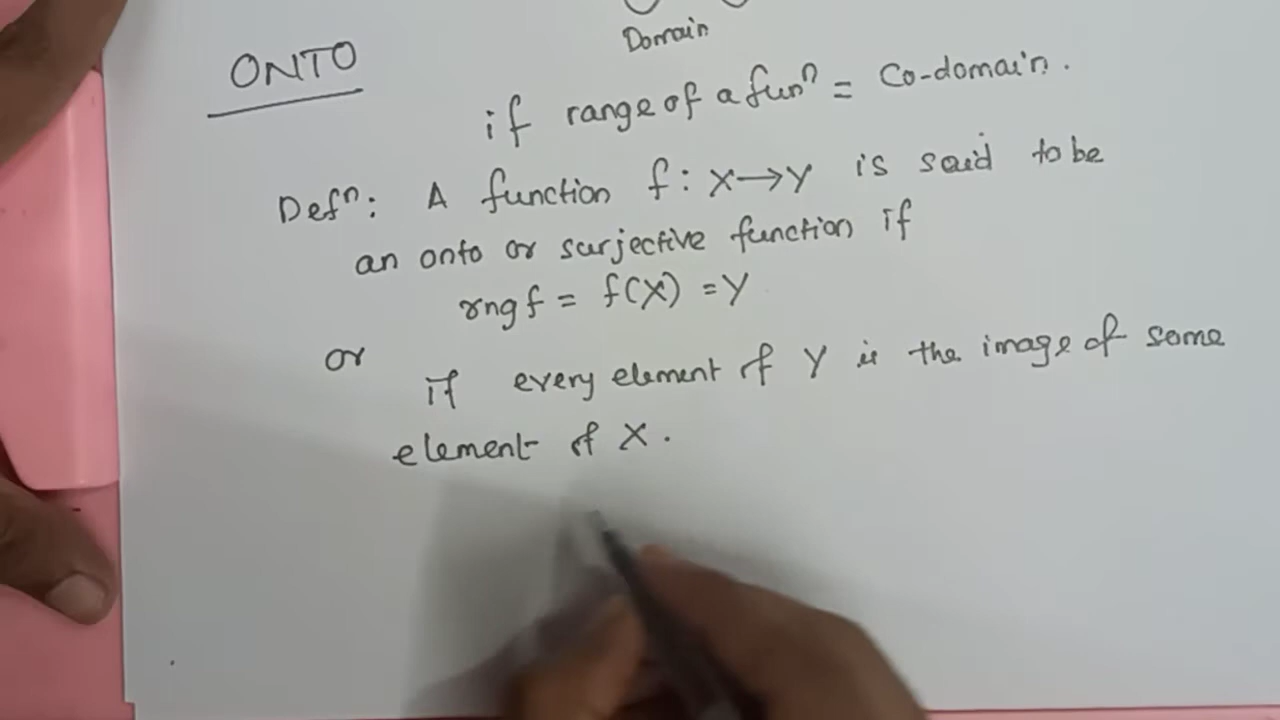 Domain
ONTO
if range of a funⁿ = Co-domain.
Defⁿ: A function f: X→Y is said to be
an onto or surjective function if
rng f = f(X) = Y
or
if every element of Y is the image of some
element of X.